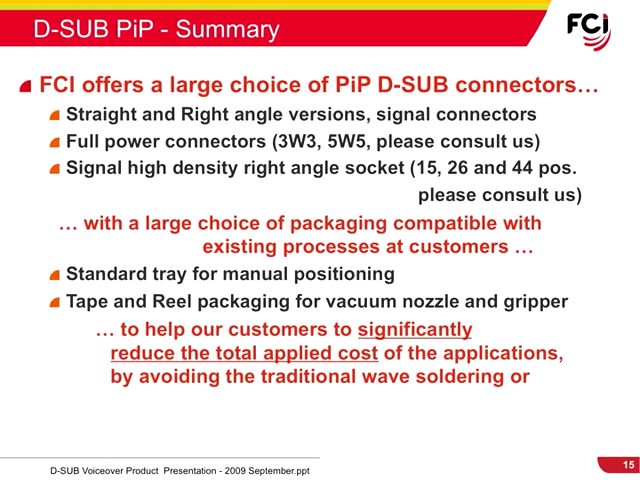 D-SUB PiP - Summary
FCI
FCI offers a large choice of PiP D-SUB connectors…
Straight and Right angle versions, signal connectors
Full power connectors (3W3, 5W5, please consult us)
Signal high density right angle socket (15, 26 and 44 pos.
please consult us)
… with a large choice of packaging compatible with
existing processes at customers …
Standard tray for manual positioning
Tape and Reel packaging for vacuum nozzle and gripper
… to help our customers to significantly
reduce the total applied cost of the applications,
by avoiding the traditional wave soldering or
D-SUB Voiceover Product Presentation - 2009 September.ppt
15